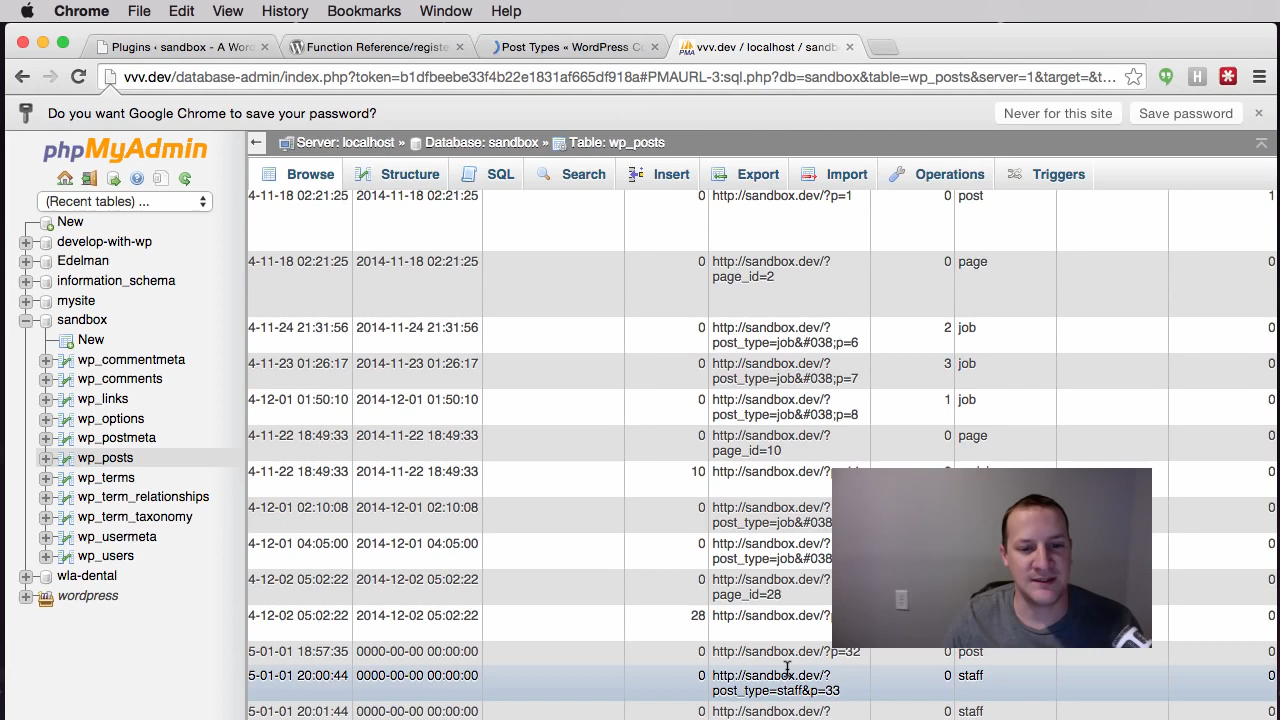 Chrome File Edit View History Bookmarks Window Help
Plugins ‹ sandbox - A Wor
Function Reference/registe
Post Types « WordPress C
vvv.dev / localhost / sandb
vvv.dev/database-admin/index.php?token=b1dfbeebe33f4b22e1831af665df918a#PMAURL-3:sql.php?db=sandbox&table=wp_posts&server=1&target=&t...
Do you want Google Chrome to save your password?
Never for this site
Save password
phpMyAdmin
(Recent tables) ...
New
develop-with-wp
Edelman
information_schema
mysite
sandbox
New
wp_commentmeta
wp_comments
wp_links
wp_options
wp_postmeta
wp_posts
wp_terms
wp_term_relationships
wp_term_taxonomy
wp_usermeta
wp_users
wla-dental
wordpress
Server: localhost » Database: sandbox » Table: wp_posts
Browse Structure SQL Search Insert Export Import Operations Triggers
4-11-18 02:21:25 2014-11-18 02:21:25 0 http://sandbox.dev/?p=1 0 post 1
4-11-18 02:21:25 2014-11-18 02:21:25 0 http://sandbox.dev/? 0 page 0
page_id=2
4-11-24 21:31:56 2014-11-24 21:31:56 0 http://sandbox.dev/? 2 job 0
post_type=job&#038;p=6
4-11-23 01:26:17 2014-11-23 01:26:17 0 http://sandbox.dev/? 3 job 0
post_type=job&#038;p=7
4-12-01 01:50:10 2014-12-01 01:50:10 0 http://sandbox.dev/? 1 job 0
post_type=job&#038;p=8
4-11-22 18:49:33 2014-11-22 18:49:33 0 http://sandbox.dev/? 0 page 0
page_id=10
4-11-22 18:49:33 2014-11-22 18:49:33 10 http://sandbox.dev/? 0
4-12-01 02:10:08 2014-12-01 02:10:08 0 http://sandbox.dev/? 0
post_type=job&#038
4-12-01 04:05:00 2014-12-01 04:05:00 0 http://sandbox.dev/? 0
post_type=job&#038
4-12-02 05:02:22 2014-12-02 05:02:22 0 http://sandbox.dev/? 0
page_id=28
4-12-02 05:02:22 2014-12-02 05:02:22 28 http://sandbox.dev/? 0
5-01-01 18:57:35 0000-00-00 00:00:00 0 http://sandbox.dev/?p=32 0 post 0
5-01-01 20:00:44 0000-00-00 00:00:00 0 http://sandbox.dev/? 0 staff 0
post_type=staff&p=33
5-01-01 20:01:44 0000-00-00 00:00:00 0 http://sandbox.dev/? 0 staff 0